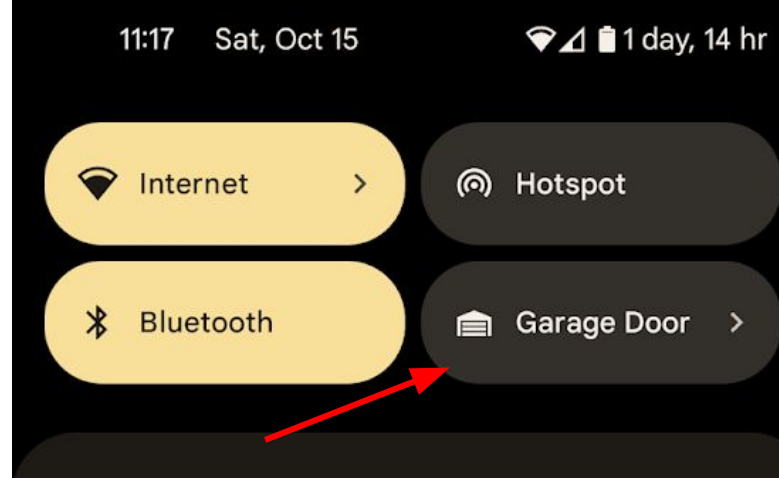 11:17 Sat, Oct 15 1 day, 14 hr
Internet Hotspot
Bluetooth Garage Door